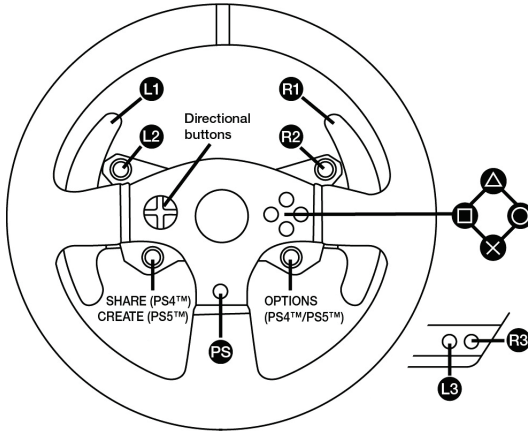 L1
R1
L2
Directional
buttons
R2
SHARE (PS4™)
CREATE (PS5™)
OPTIONS
(PS4™/PS5™)
PS
R3
L3